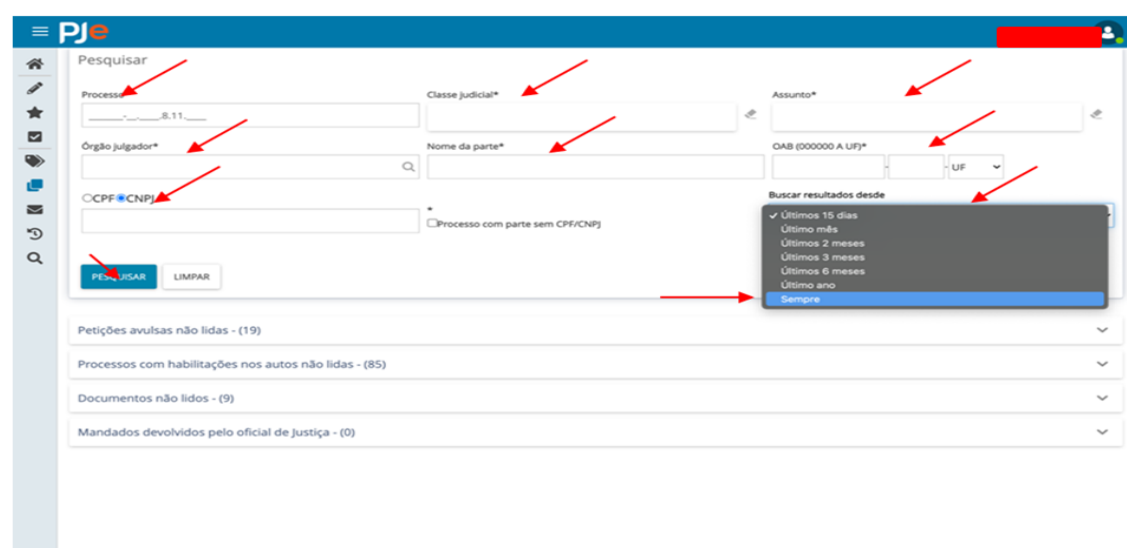 PJe
Pesquisar
Processo
Classe judicial*
Assunto*
_______-__.____.8.11.____
Órgão julgador*
Nome da parte*
OAB (000000 A UF)*
- - UF
CPF CNPJ
Buscar resultados desde
*
Processo com parte sem CPF/CNPJ
✓ Últimos 15 dias
Último mês
Últimos 2 meses
Últimos 3 meses
Últimos 6 meses
Último ano
Sempre
PESQUISAR
LIMPAR
Petições avulsas não lidas - (19)
Processos com habilitações nos autos não lidas - (85)
Documentos não lidos - (9)
Mandados devolvidos pelo oficial de Justiça - (0)